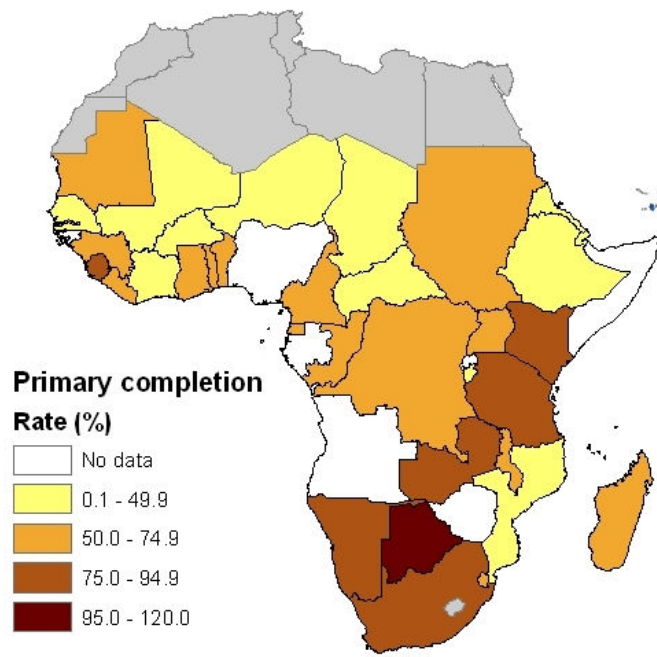 Primary completion
Rate (%)
No data
0.1 - 49.9
50.0 - 74.9
75.0 - 94.9
95.0 - 120.0